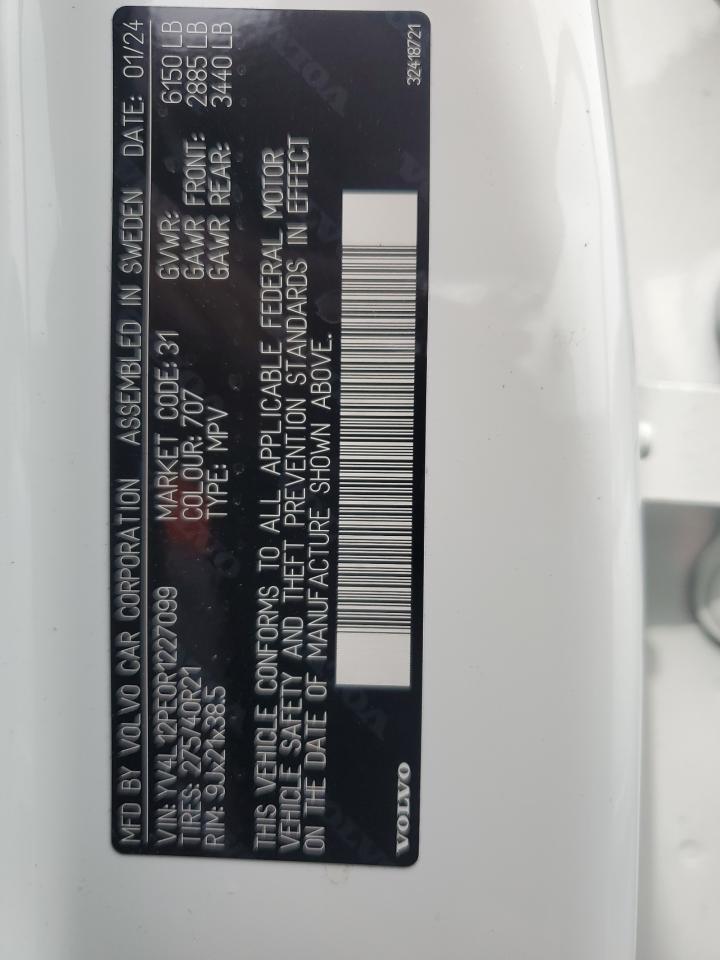 MFD BY VOLVO CAR CORPORATION ASSEMBLED IN SWEDEN DATE: 01/24
VIN: YV4L12PE0R1227099 MARKET CODE: 31 GVWR: 6150 LB
TIRES: 275/40R21 COLOUR: 707 GAWR FRONT: 2885 LB
RIM: 9Jx21x38.5 TYPE: MPV GAWR REAR: 3440 LB
THIS VEHICLE CONFORMS TO ALL APPLICABLE FEDERAL MOTOR
VEHICLE SAFETY AND THEFT PREVENTION STANDARDS IN EFFECT
ON THE DATE OF MANUFACTURE SHOWN ABOVE.
VOLVO 32418721